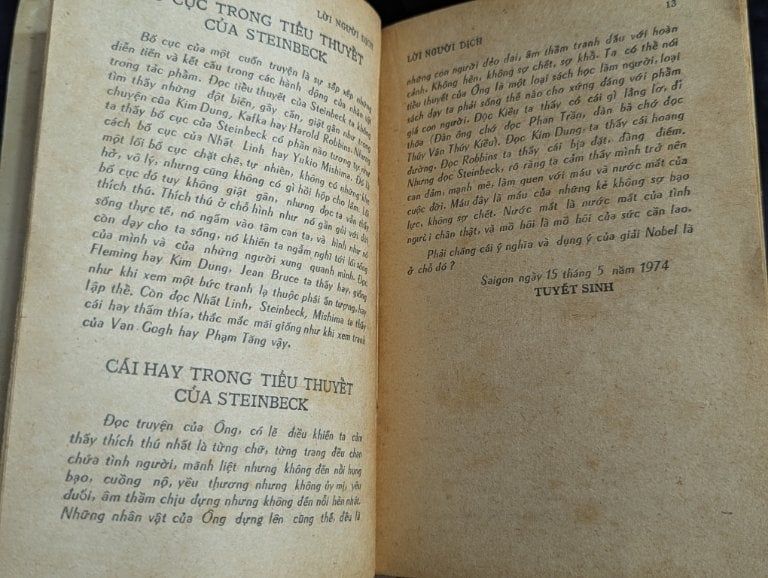 LỜI NGƯỜI DỊCH
BỐ CỤC TRONG TIỂU THUYẾT
CỦA STEINBECK
Bố cục của một cuốn truyện là sự sắp xếp những
diễn tiến và kết cấu trong các hành động của nhân vật
trong tác phẩm. Đọc tiểu thuyết của Steinbeck ta không
tìm thấy những đột biến, gây cấn, giật gân như trong
chuyện của Kim Dung, Kafka hay Harold Robbins. Nhưng
ta thấy bố cục của Steinbeck có phần nào tương tự như
cách bố cục của Nhất Linh hay Yukio Mishima. Đó là
một lối bố cục chặt chẽ, tự nhiên, không có những khe
hở, vô lý, nhưng cũng không có gì hồi hộp cho lắm. Lối
bố cục đó tuy không giật gân, nhưng đọc ta vẫn thấy
thích thú. Thích thú ở chỗ hình như nó gần gũi với đời
sống thực tế, nó ngấm vào tâm can ta, và hình như nó
còn dạy cho ta sống, nó khiến ta ngẫm nghĩ tới lối sống
của mình và của những người xung quanh mình. Đọc
Fleming hay Kim Dung, Jean Bruce ta thấy hay, giống
như khi xem một bức tranh lạ thuộc phái ấn tượng, hay
lập thể. Còn đọc Nhất Linh, Steinbeck, Mishima ta thấy
cái hay thấm thía, thắc mắc mãi giống như khi xem tranh
của Van Gogh hay Phạm Tăng vậy,
CÁI HAY TRONG TIỂU THUYẾT
CỦA STEINBECK
Đọc truyện của Ông, có lẽ điều khiến ta cảm
thấy thích thú nhất là từng chữ, từng trang đều chan
chứa tình người, mãnh liệt nhưng không đến nỗi hung
bạo, cuồng nộ, yêu thương nhưng không ủy mị, yếu
đuối, âm thầm chịu đựng nhưng không đến nỗi hèn nhát.
Những nhân vật của Ông dựng lên cũng thế, đều là
LỜI NGƯỜI DỊCH
13
những con người dẻo dai, âm thầm tranh đấu với hoàn
cảnh. Không hèn, không sợ chết, sợ khổ. Ta có thể nói
tiểu thuyết của Ông là một loại sách học làm người, loại
sách dạy ta phải sống thế nào cho xứng đáng với phẩm
giá con người. Đọc Kiều ta thấy có cái gì lẳng lơ, đĩ
thõa (Đàn ông chớ đọc Phan Trần, đàn bà chớ đọc
Thúy Vân Thúy Kiều). Đọc Kim Dung, ta thấy cái hoang
đường. Đọc Robbins ta thấy cái bịa đặt, đàng điếm.
Nhưng đọc Steinbeck, rõ ràng ta cảm thấy mình trở nên
can đảm, mạnh mẽ, làm quen với máu và nước mắt của
cuộc đời. Máu đây là máu của những kẻ không sợ bạo
lực, không sợ chết. Nước mắt là nước mắt của tình
người chân thật, và mồ hôi là mồ hôi của sức cần lao.
Phải chăng cái ý nghĩa và dụng ý của giải Nobel là
ở chỗ đó ?
Saigon ngày 15 tháng 5 năm 1974
TUYẾT SINH